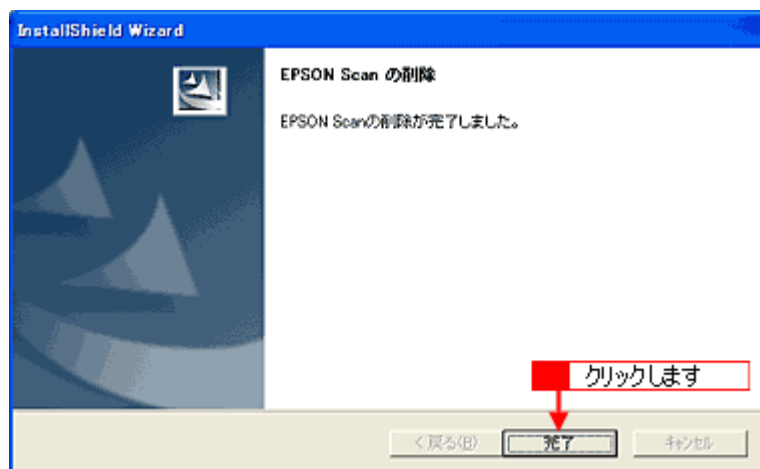 InstallShield Wizard
EPSON Scan の削除
EPSON Scanの削除が完了しました。
クリックします
< 戻る(B)
完了
キャンセル